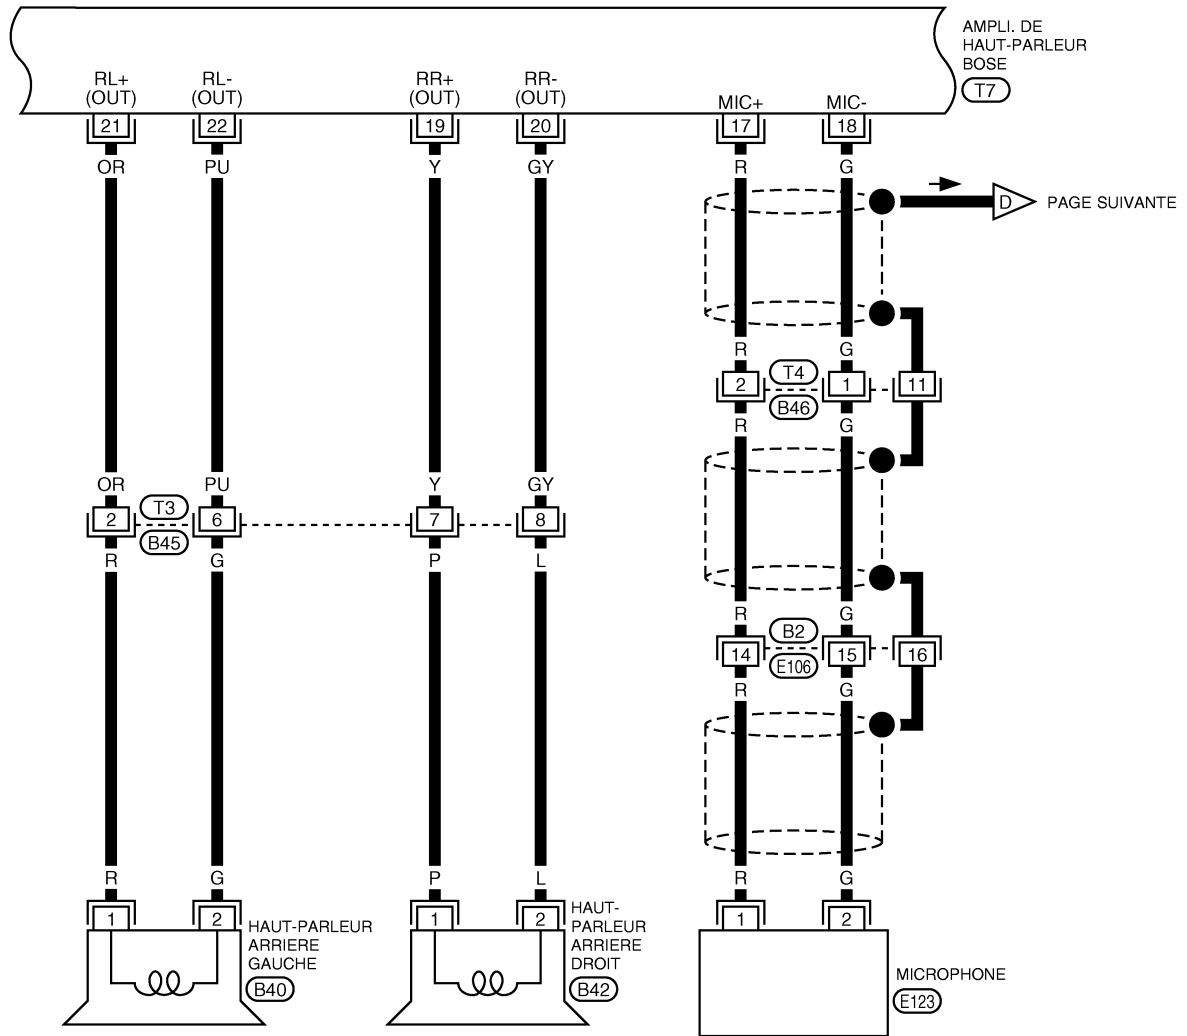 AMPLI. DE
HAUT-PARLEUR
BOSE
T7
RL+ RL- RR+ RR- MIC+ MIC-
(OUT) (OUT) (OUT) (OUT)
21 22 19 20 17 18
OR PU Y GY R G
D PAGE SUIVANTE
R G
T4
2 1 11
B46
R G
OR PU Y GY
T3
2 6 7 8
B45
R G P L
R G
B2
14 15 16
E106
R G
R G P L R G
1 2 1 2 1 2
HAUT-PARLEUR
ARRIERE
GAUCHE
B40
HAUT-
PARLEUR
ARRIERE
DROIT
B42
MICROPHONE
E123